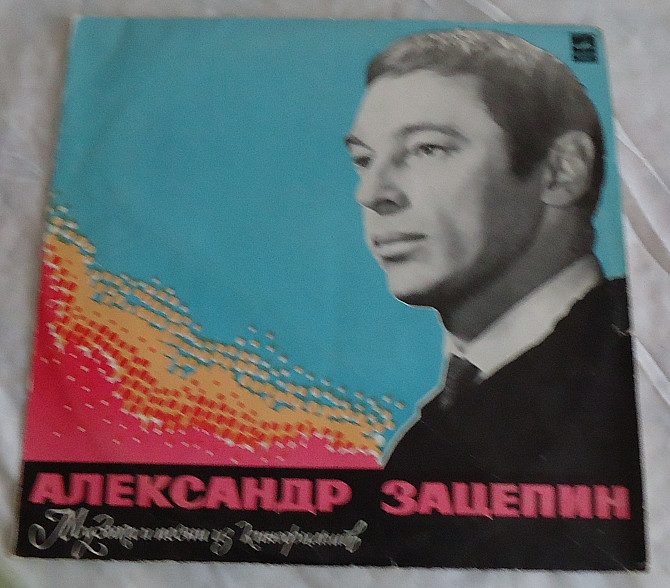 АЛЕКСАНДР ЗАЦЕПИН
Музыка и песни из кинофильмов